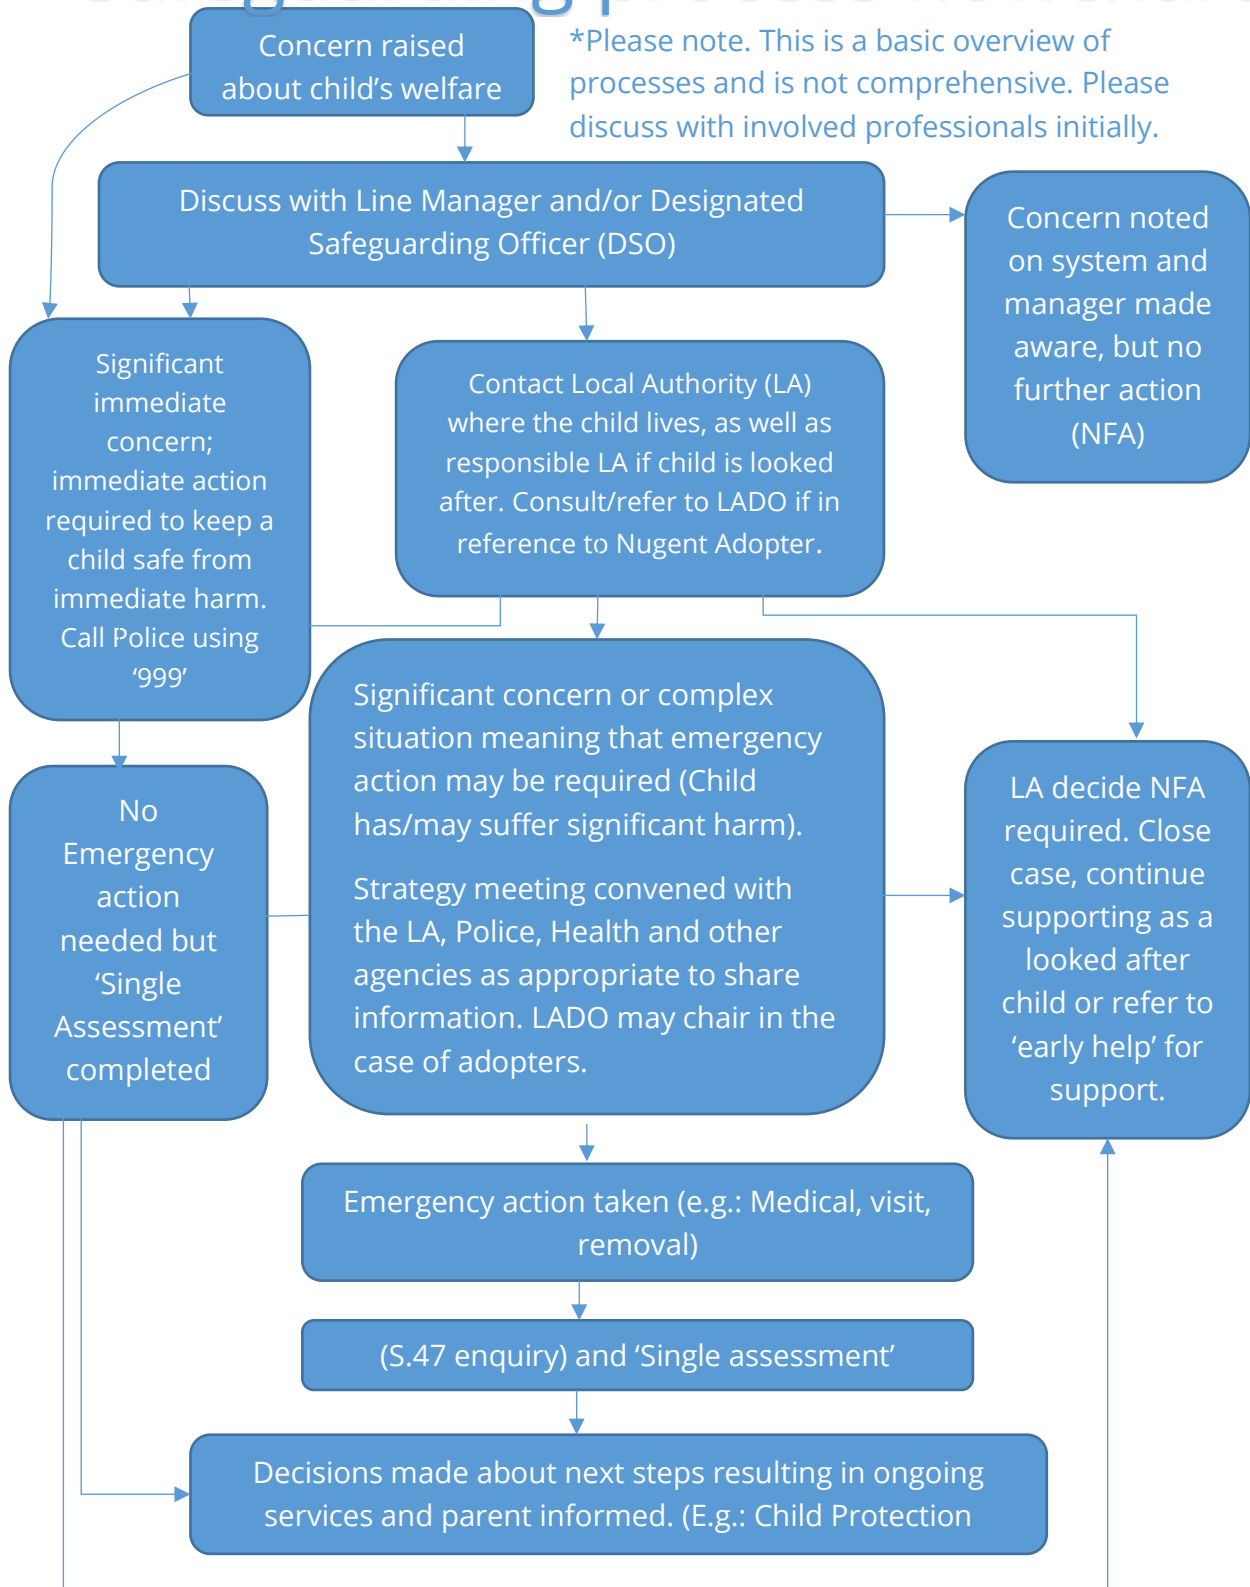 Concern raised
about child’s welfare
*Please note. This is a basic overview of
processes and is not comprehensive. Please
discuss with involved professionals initially.
Discuss with Line Manager and/or Designated
Safeguarding Officer (DSO)
Concern noted
on system and
manager made
aware, but no
further action
(NFA)
Significant
immediate
concern;
immediate action
required to keep a
child safe from
immediate harm.
Call Police using
‘999’
Contact Local Authority (LA)
where the child lives, as well as
responsible LA if child is looked
after. Consult/refer to LADO if in
reference to Nugent Adopter.
Significant concern or complex
situation meaning that emergency
action may be required (Child
has/may suffer significant harm).
Strategy meeting convened with
the LA, Police, Health and other
agencies as appropriate to share
information. LADO may chair in the
case of adopters.
No
Emergency
action
needed but
‘Single
Assessment’
completed
LA decide NFA
required. Close
case, continue
supporting as a
looked after
child or refer to
‘early help’ for
support.
Emergency action taken (e.g.: Medical, visit,
removal)
(S.47 enquiry) and ‘Single assessment’
Decisions made about next steps resulting in ongoing
services and parent informed. (E.g.: Child Protection